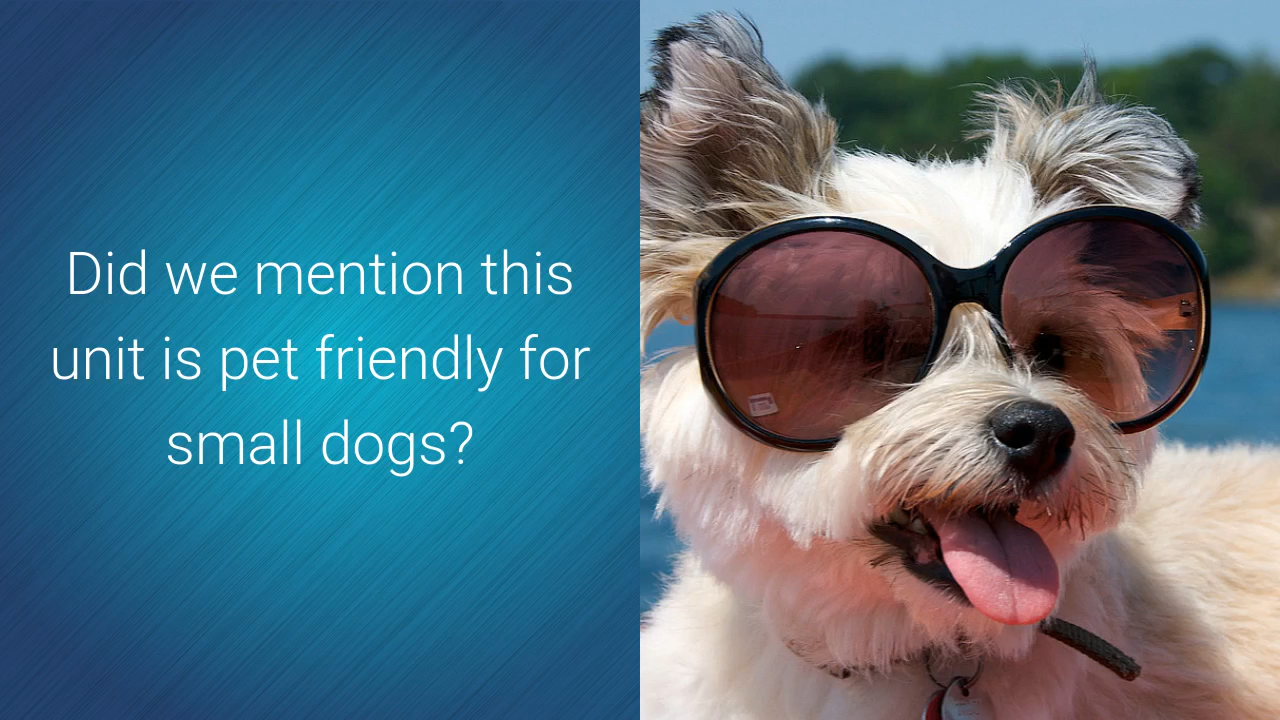 Did we mention this
unit is pet friendly for
small dogs?